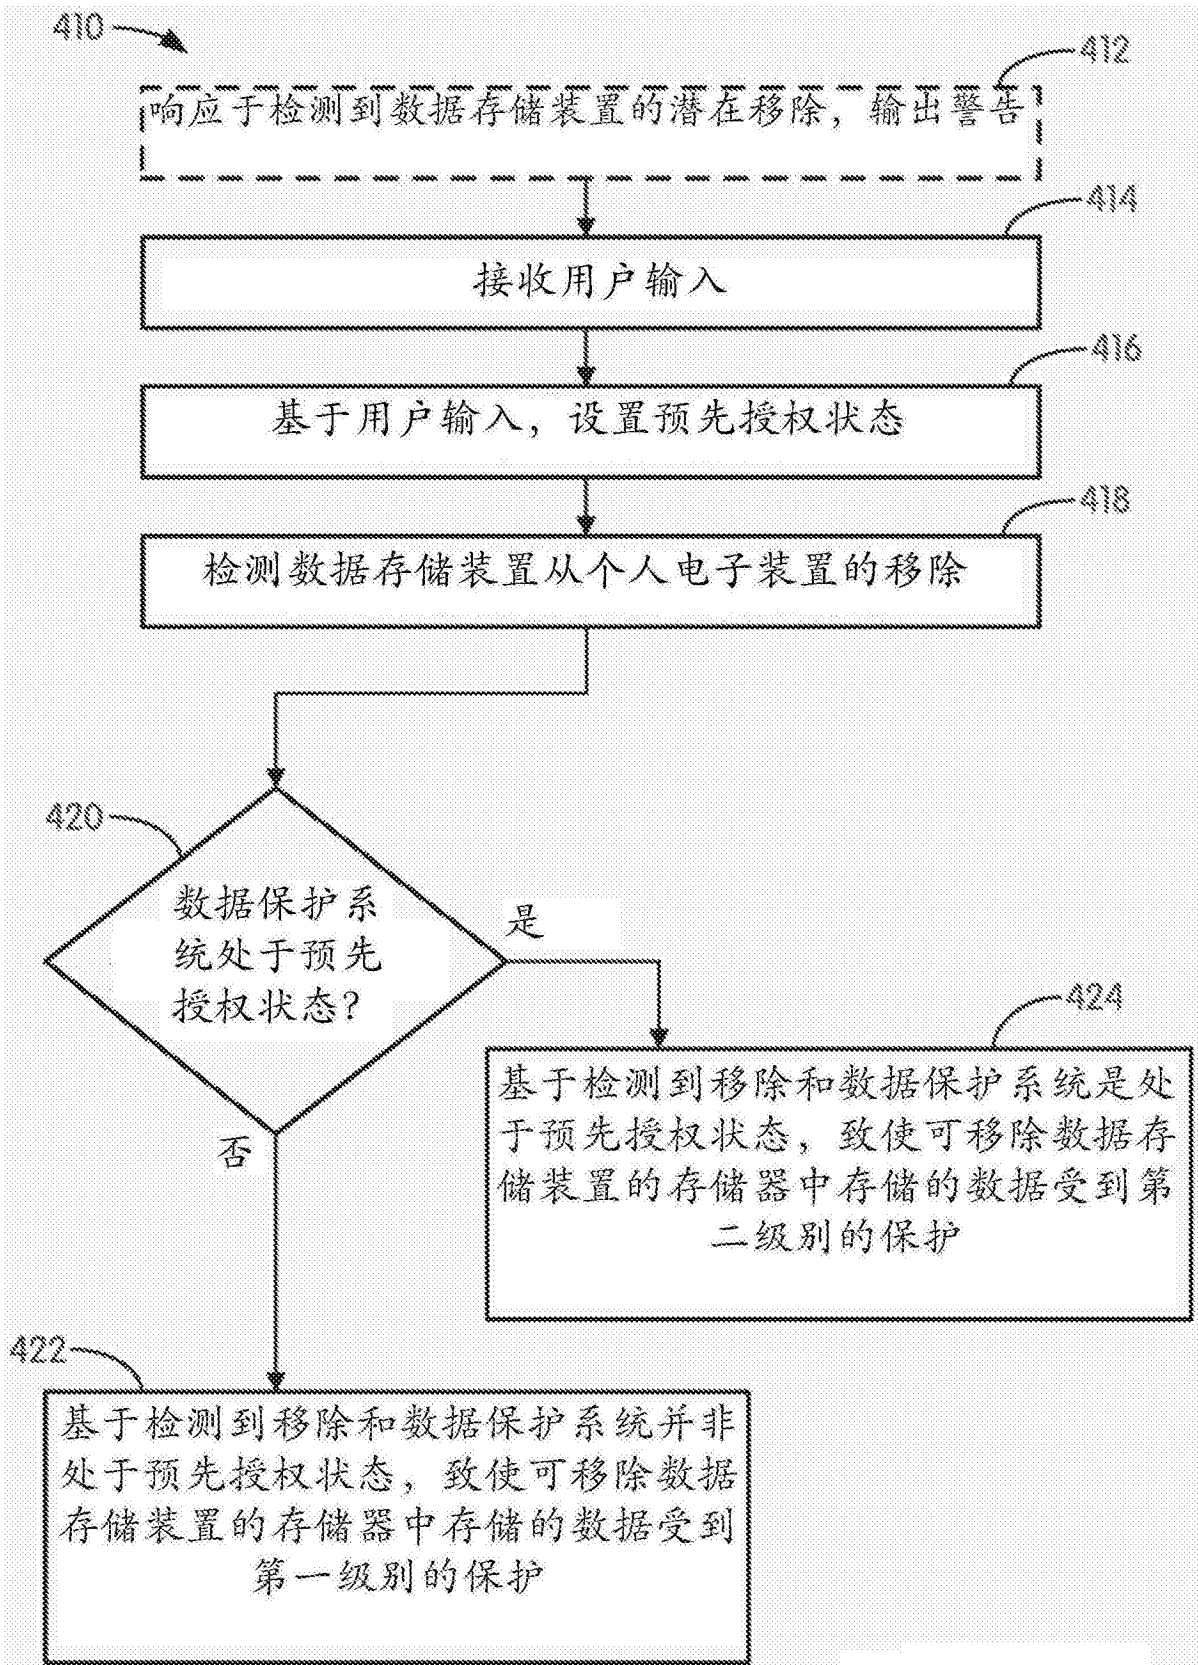 410
412
响应于检测到数据存储装置的潜在移除，输出警告
414
接收用户输入
416
基于用户输入，设置预先授权状态
418
检测数据存储装置从个人电子装置的移除
420
数据保护系
统处于预先
授权状态?
是
否
424
基于检测到移除和数据保护系统是处
于预先授权状态，致使可移除数据存
储装置的存储器中存储的数据受到第
二级别的保护
422
基于检测到移除和数据保护系统并非
处于预先授权状态，致使可移除数据
存储装置的存储器中存储的数据受到
第一级别的保护